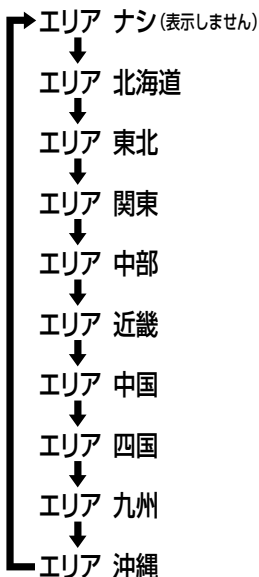 エリア ナシ(表示しません)
エリア 北海道
エリア 東北
エリア 関東
エリア 中部
エリア 近畿
エリア 中国
エリア 四国
エリア 九州
エリア 沖縄